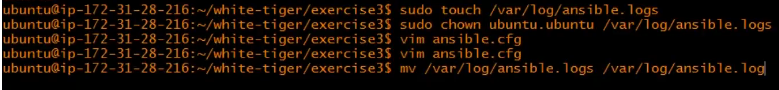 ubuntu@ip-172-31-28-216:~/white-tiger/exercise3$ sudo touch /var/log/ansible.logs
ubuntu@ip-172-31-28-216:~/white-tiger/exercise3$ sudo chown ubuntu.ubuntu /var/log/ansible.logs
ubuntu@ip-172-31-28-216:~/white-tiger/exercise3$ vim ansible.cfg
ubuntu@ip-172-31-28-216:~/white-tiger/exercise3$ vim ansible.cfg
ubuntu@ip-172-31-28-216:~/white-tiger/exercise3$ mv /var/log/ansible.logs /var/log/ansible.log